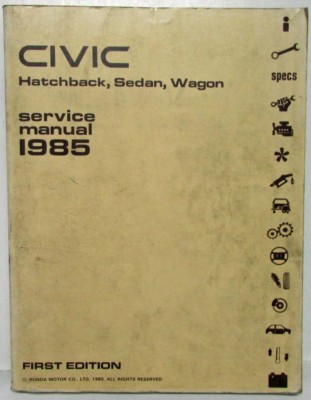 CIVIC
Hatchback, Sedan, Wagon
service
manual
1985
specs
FIRST EDITION
© HONDA MOTOR CO., LTD. 1985. ALL RIGHTS RESERVED